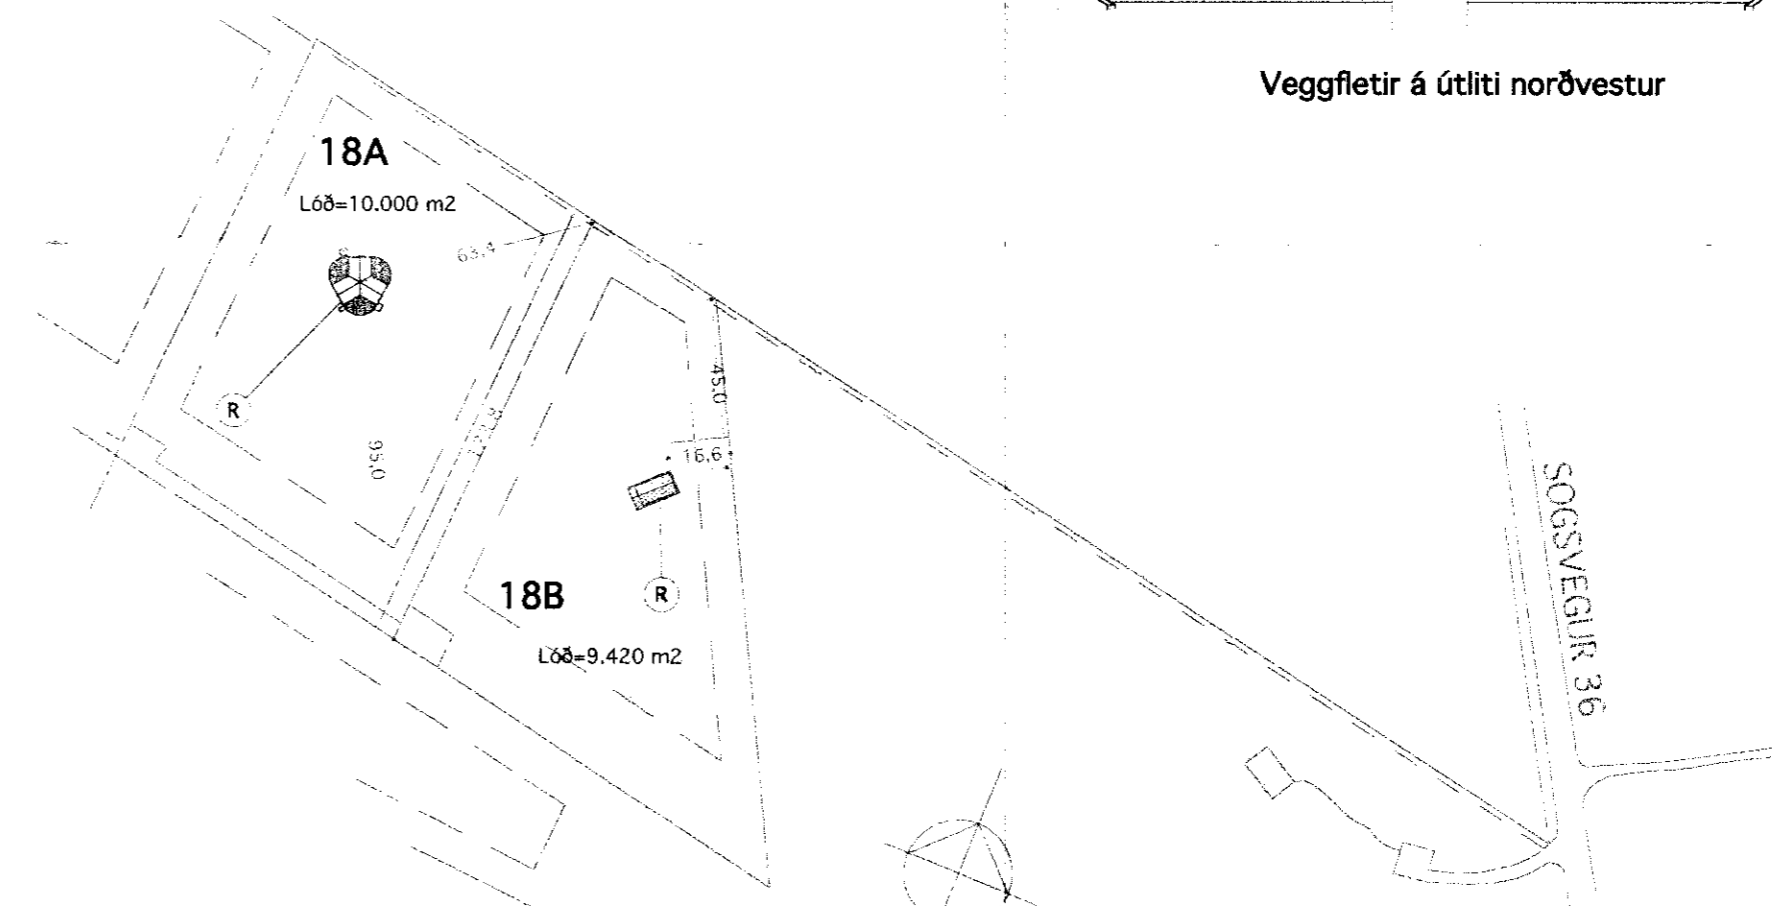 Veggfletir á útliti norðvestur
18A
Lóð=10.000 m2
63,4
45,0
R
95,0
16,6
18B
R
Lóð=9.420 m2
SOGSVEGUR 36